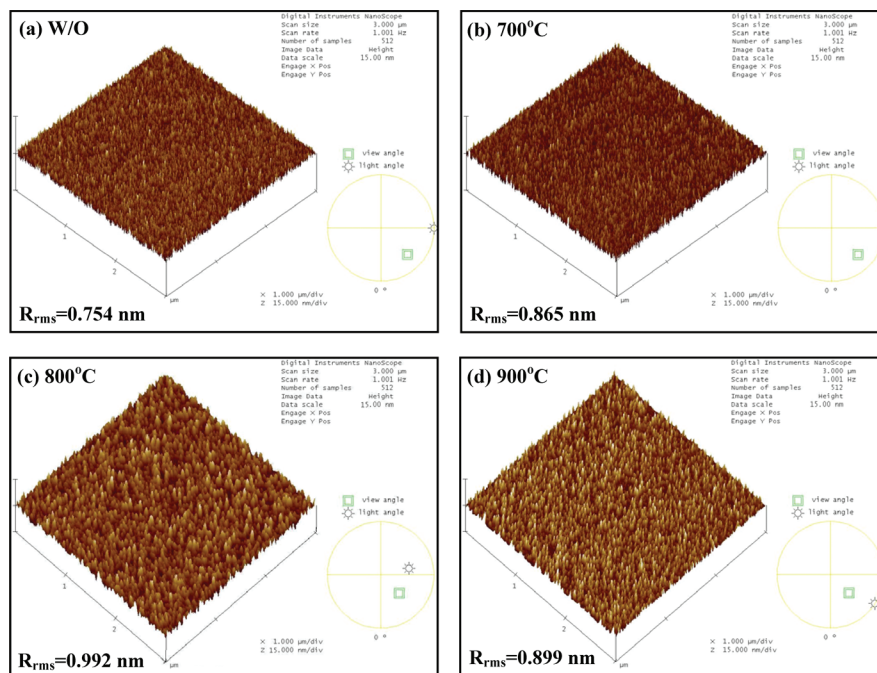 (a) W/O
Digital Instruments NanoScope
Scan size 3.000 µm
Scan rate 1.001 Hz
Number of samples 512
Image Data Height
Data scale 15.00 nm
Engage X Pos
Engage Y Pos
view angle
light angle
1
2
µm
X 1.000 µm/div
Z 15.000 nm/div
0 °
Rrms=0.754 nm
(b) 700°C
Digital Instruments NanoScope
Scan size 3.000 µm
Scan rate 1.001 Hz
Number of samples 512
Image Data Height
Data scale 15.00 nm
Engage X Pos
Engage Y Pos
view angle
light angle
1
2
µm
X 1.000 µm/div
Z 15.000 nm/div
0 °
Rrms=0.865 nm
(c) 800°C
Digital Instruments NanoScope
Scan size 3.000 µm
Scan rate 1.001 Hz
Number of samples 512
Image Data Height
Data scale 15.00 nm
Engage X Pos
Engage Y Pos
view angle
light angle
1
2
µm
X 1.000 µm/div
Z 15.000 nm/div
0 °
Rrms=0.992 nm
(d) 900°C
Digital Instruments NanoScope
Scan size 3.000 µm
Scan rate 1.001 Hz
Number of samples 512
Image Data Height
Data scale 15.00 nm
Engage X Pos
Engage Y Pos
view angle
light angle
1
2
µm
X 1.000 µm/div
Z 15.000 nm/div
0 °
Rrms=0.899 nm